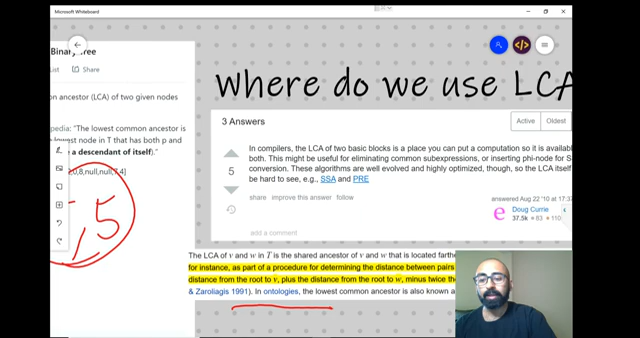 Microsoft Whiteboard
Where do we use LCA
Share
on ancestor (LCA) of two given nodes
"The lowest common ancestor is
node in T that has both p and
a descendant of itself)."
0,8,null,null,7,4]
5
3 Answers
Active
Oldest
In compilers, the LCA of two basic blocks is a place you can put a computation so it is availab
both. This might be useful for eliminating common subexpressions, or inserting phi-node for S
conversion. These algorithms are well evolved and highly optimized, though, so the LCA itself
be hard to see, e.g., SSA and PRE
5
share improve this answer follow
answered Aug 22 '10 at 17:3
Doug Currie
37.5k 83 110
add a comment
The LCA of v and w in T is the shared ancestor of v and w that is located farthe
for instance, as part of a procedure for determining the distance between pairs
distance from the root to v, plus the distance from the root to w, minus twice the
& Zaroliagis 1991). In ontologies, the lowest common ancestor is also known a